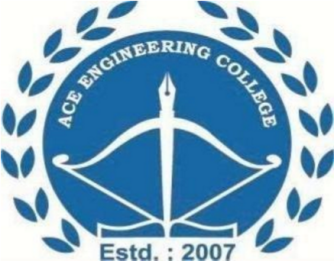 ACE ENGINEERING COLLEGE
Estd. : 2007